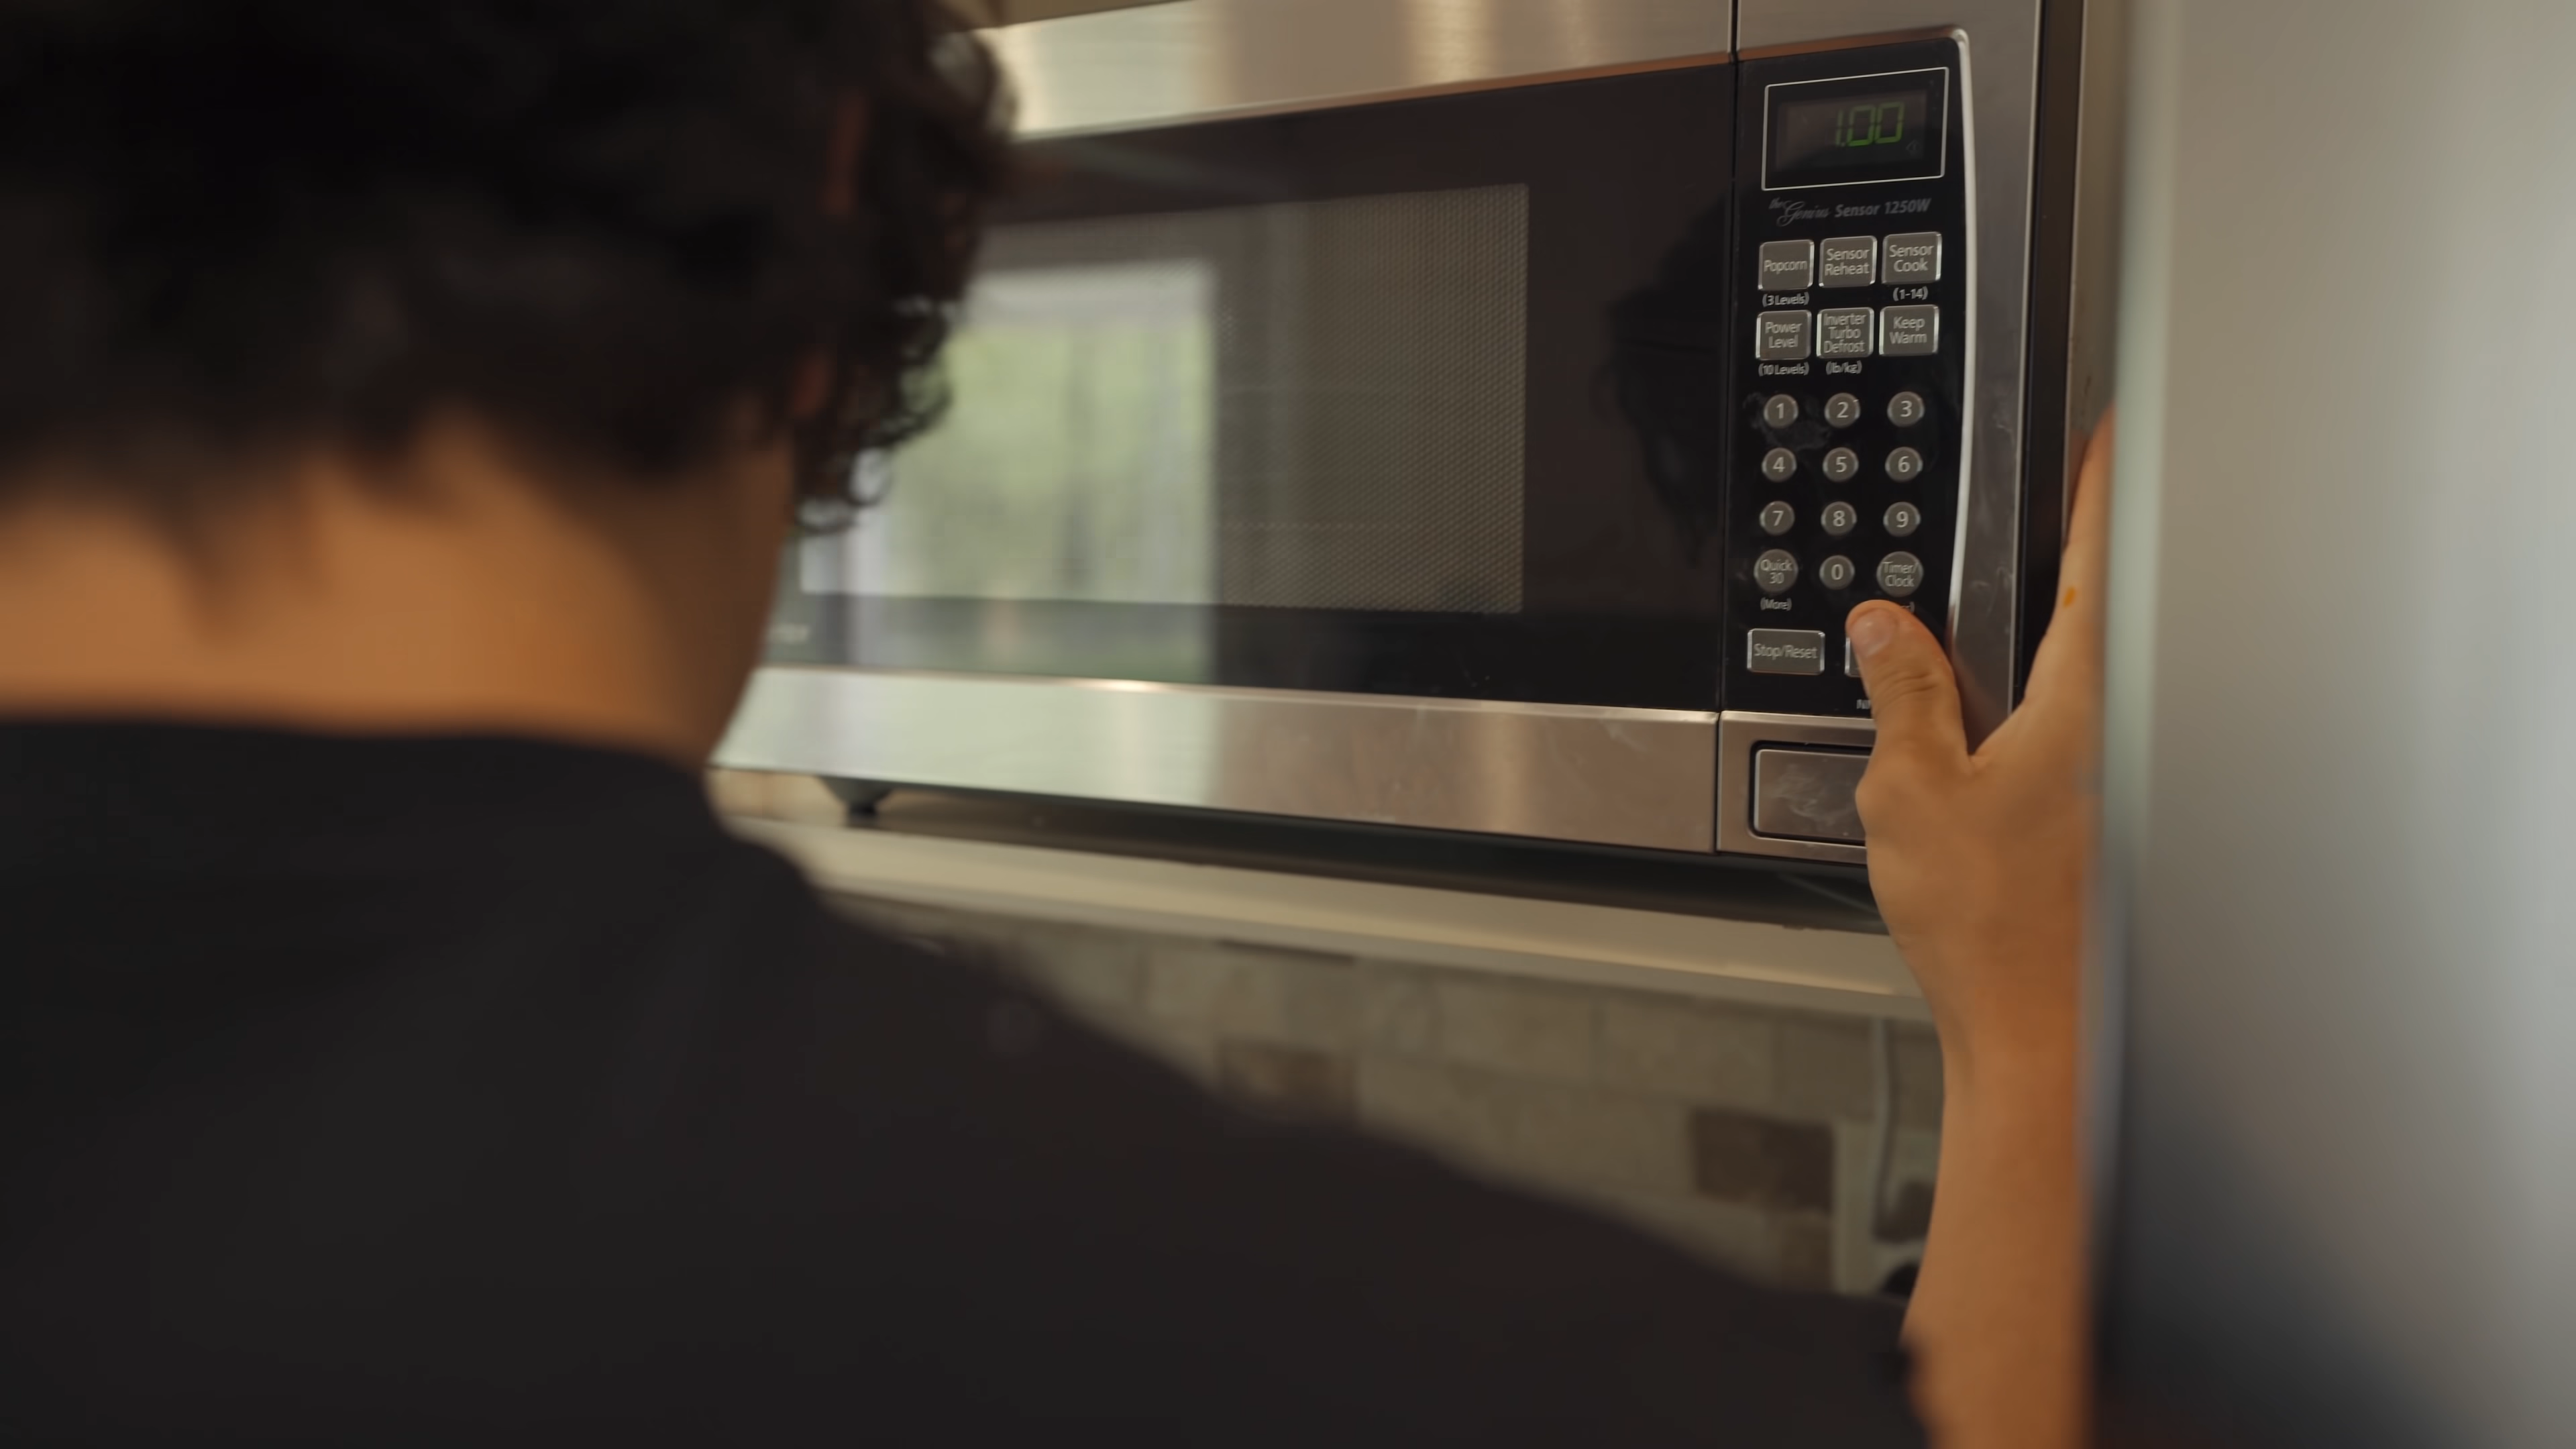 1.00
the Genius Sensor 1250W
Popcorn
Sensor Reheat
Sensor Cook
(3 Levels)
(1-14)
Power Level
Inverter Turbo Defrost
Keep Warm
(10 Levels)
(lb/kg)
1
2
3
4
5
6
7
8
9
Quick 30
0
Timer/Clock
(More)
Stop/Reset